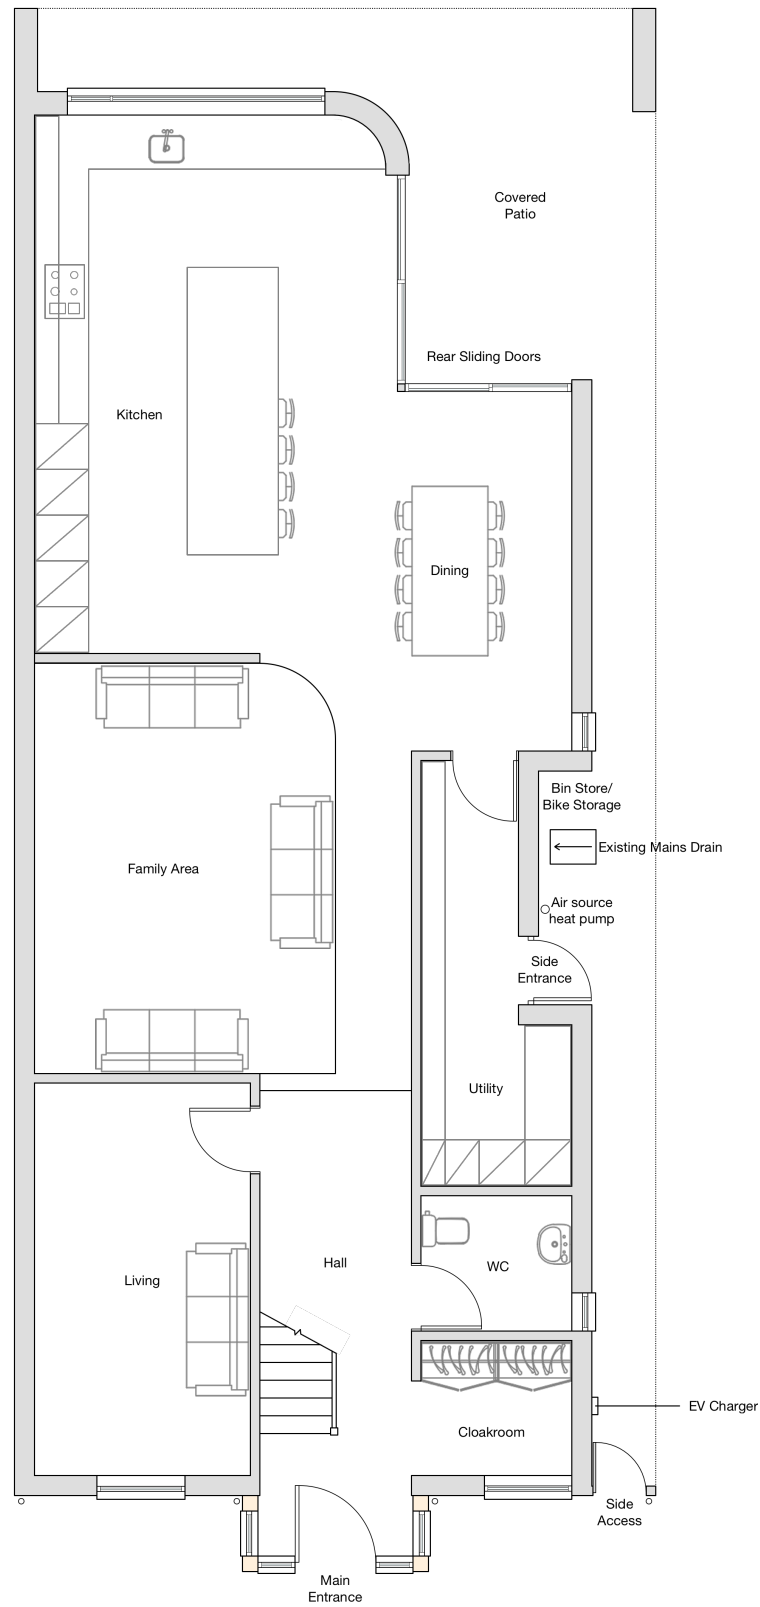 Covered
Patio
Rear Sliding Doors
Kitchen
Dining
Bin Store/
Bike Storage
Existing Mains Drain
Family Area
Air source
heat pump
Side
Entrance
Utility
Hall
WC
Living
EV Charger
Cloakroom
Side
Access
Main
Entrance